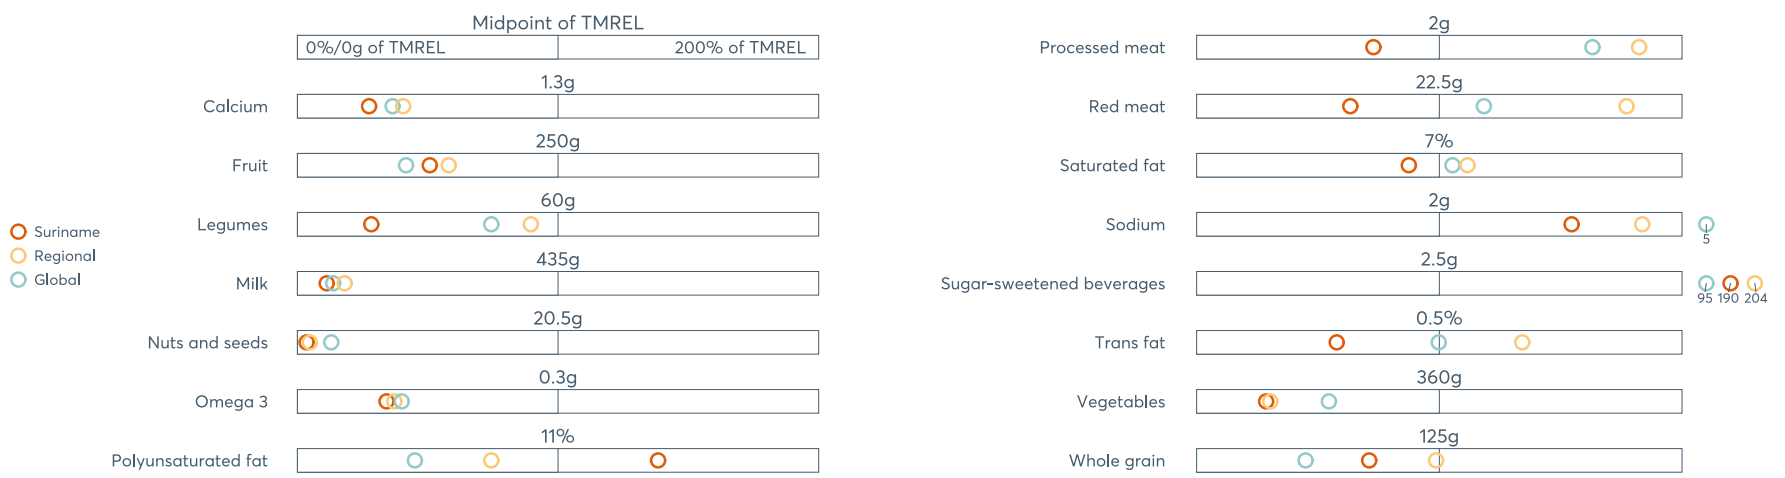 Midpoint of TMREL
0%/0g of TMREL 200% of TMREL
1.3g
Calcium
250g
Fruit
60g
Legumes
435g
Milk
20.5g
Nuts and seeds
0.3g
Omega 3
11%
Polyunsaturated fat
Suriname
Regional
Global
2g
Processed meat
22.5g
Red meat
7%
Saturated fat
2g
Sodium
5
2.5g
Sugar-sweetened beverages
95 190 204
0.5%
Trans fat
360g
Vegetables
125g
Whole grain